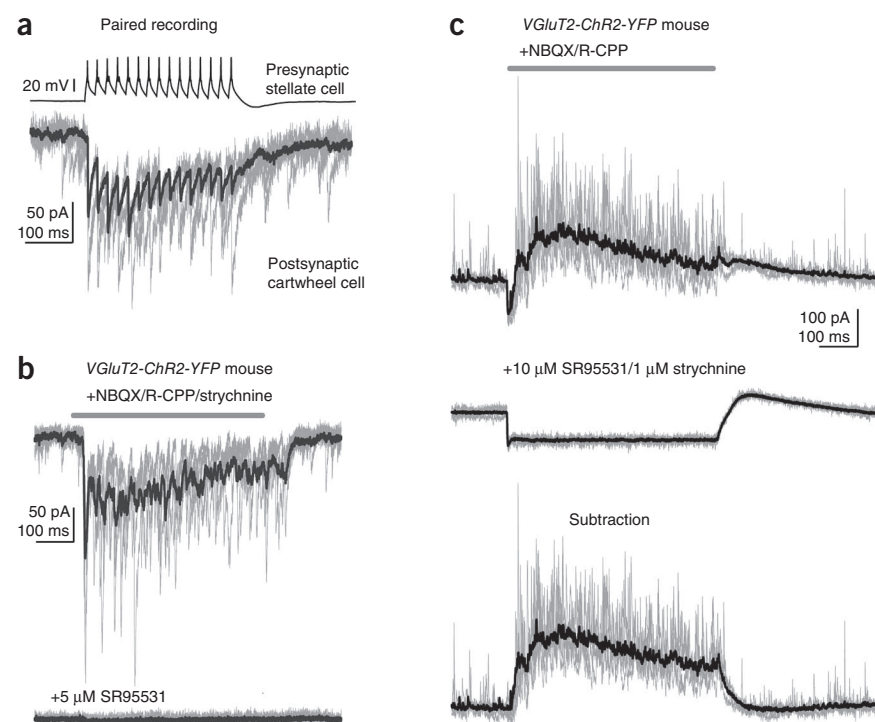 a
Paired recording
20 mV
Presynaptic
stellate cell
50 pA
100 ms
Postsynaptic
cartwheel cell
b
VGluT2-ChR2-YFP mouse
+NBQX/R-CPP/strychnine
50 pA
100 ms
+5 μM SR95531
c
VGluT2-ChR2-YFP mouse
+NBQX/R-CPP
100 pA
100 ms
+10 μM SR95531/1 μM strychnine
Subtraction